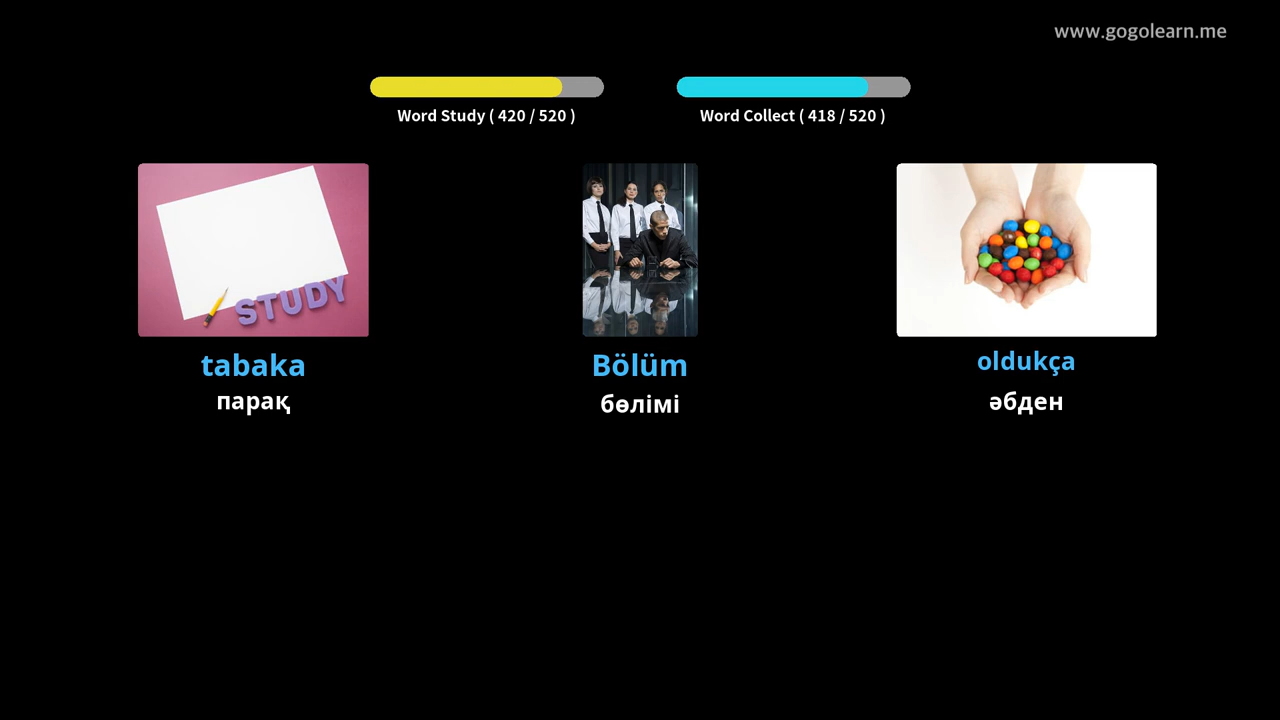 www.gogolearn.me
Word Study ( 420 / 520 )
Word Collect ( 418 / 520 )
STUDY
tabaka
парақ
Bölüm
бөлімі
oldukça
әбден